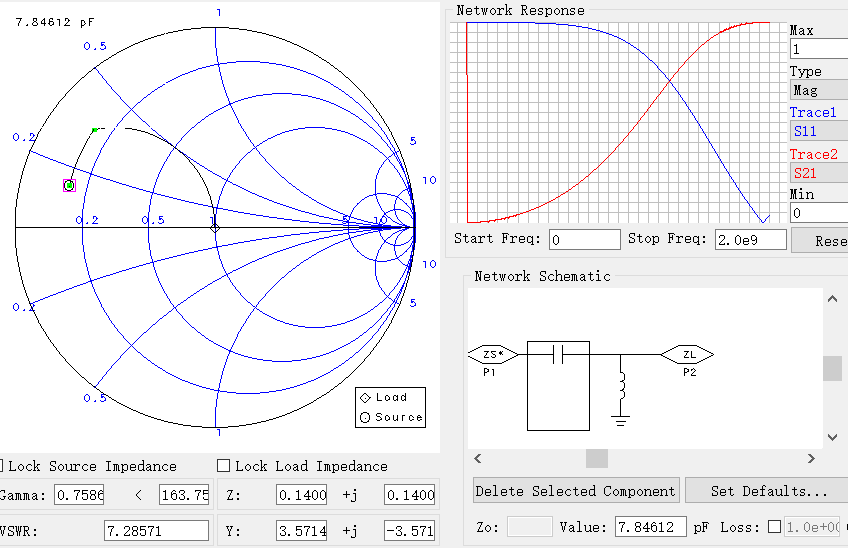 7.84612 pF
1
0.5
0.2
5
10
0.2
0.5
1
5
10
10
0.2
5
0.5
1
Load
Source
Network Response
Max
1
Type
Mag
Trace1
S11
Trace2
S21
Min
0
Start Freq: 0 Stop Freq: 2.0e9
Network Schematic
ZS*
P1
ZL
P2
Delete Selected Component Set Defaults...
Zo: Value: 7.84612 pF Loss: 1.0e+0
Lock Source Impedance Lock Load Impedance
Gamma: 0.7586 < 163.75
Z: 0.1400 +j 0.1400
VSWR: 7.28571
Y: 3.5714 +j -3.571